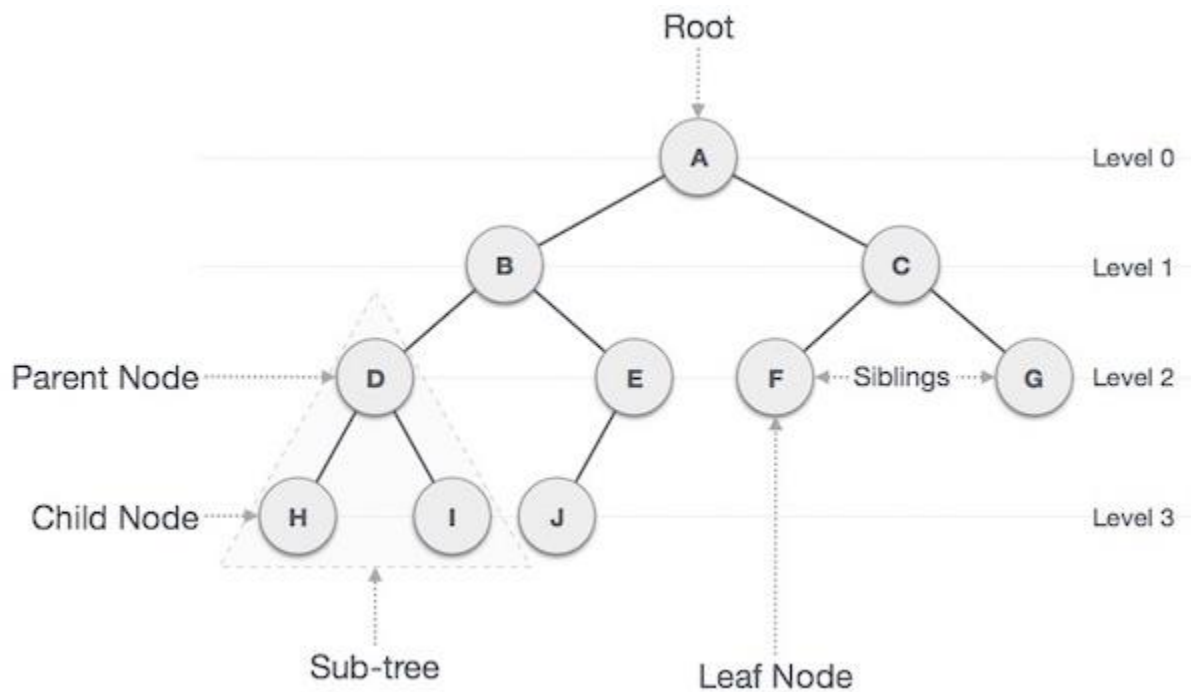 Root
A
Level 0
B
C
Level 1
Parent Node
D
E
F
Siblings
G
Level 2
Child Node
H
I
J
Level 3
Sub-tree
Leaf Node